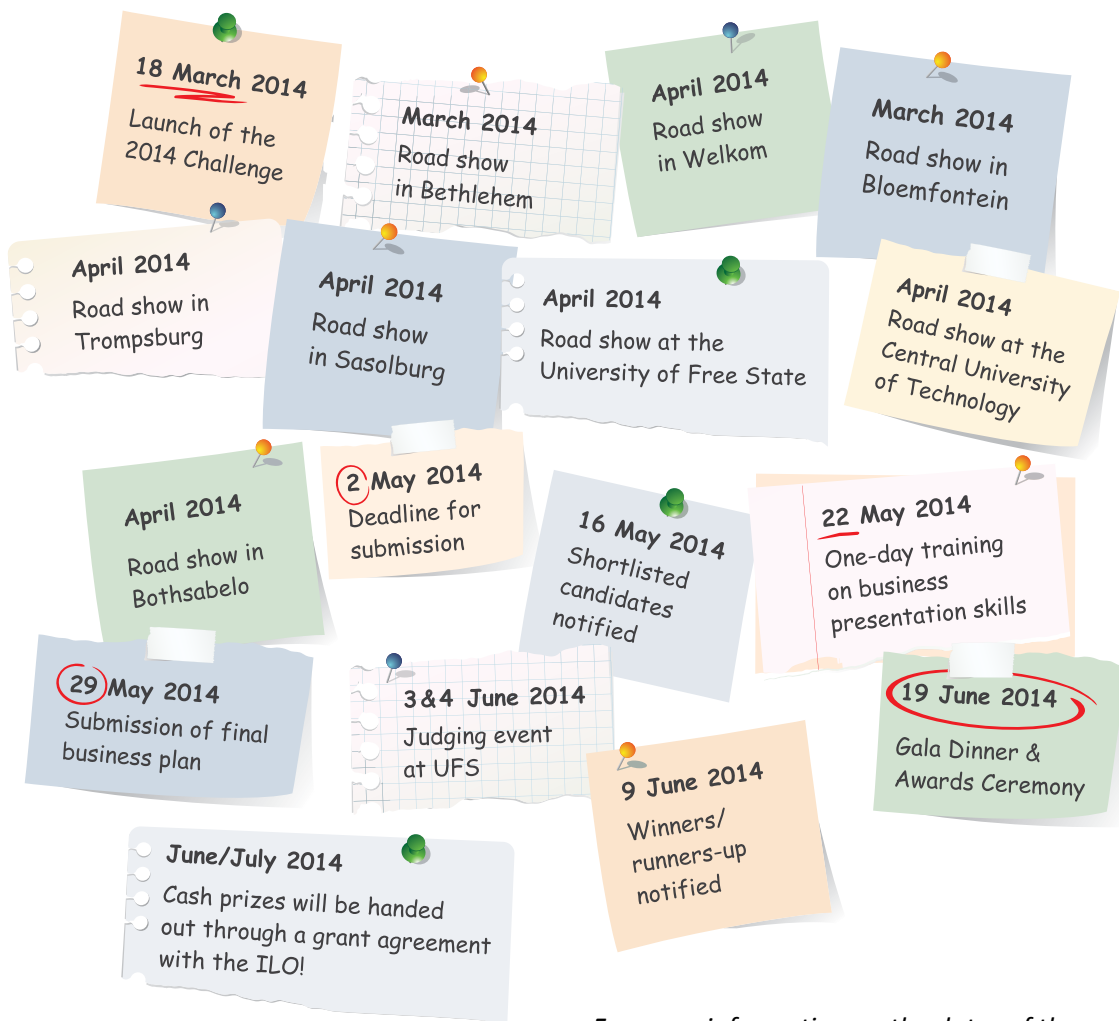 18 March 2014
Launch of the
2014 Challenge
March 2014
Road show
in Bethlehem
April 2014
Road show
in Welkom
March 2014
Road show in
Bloemfontein
April 2014
Road show in
Trompsburg
April 2014
Road show
in Sasolburg
April 2014
Road show at the
University of Free State
April 2014
Road show at the
Central University
of Technology
April 2014
Road show in
Bothsabelo
2 May 2014
Deadline for
submission
16 May 2014
Shortlisted
candidates
notified
22 May 2014
One-day training
on business
presentation skills
29 May 2014
Submission of final
business plan
3&4 June 2014
Judging event
at UFS
9 June 2014
Winners/
runners-up
notified
19 June 2014
Gala Dinner &
Awards Ceremony
June/July 2014
Cash prizes will be handed
out through a grant agreement
with the ILO!